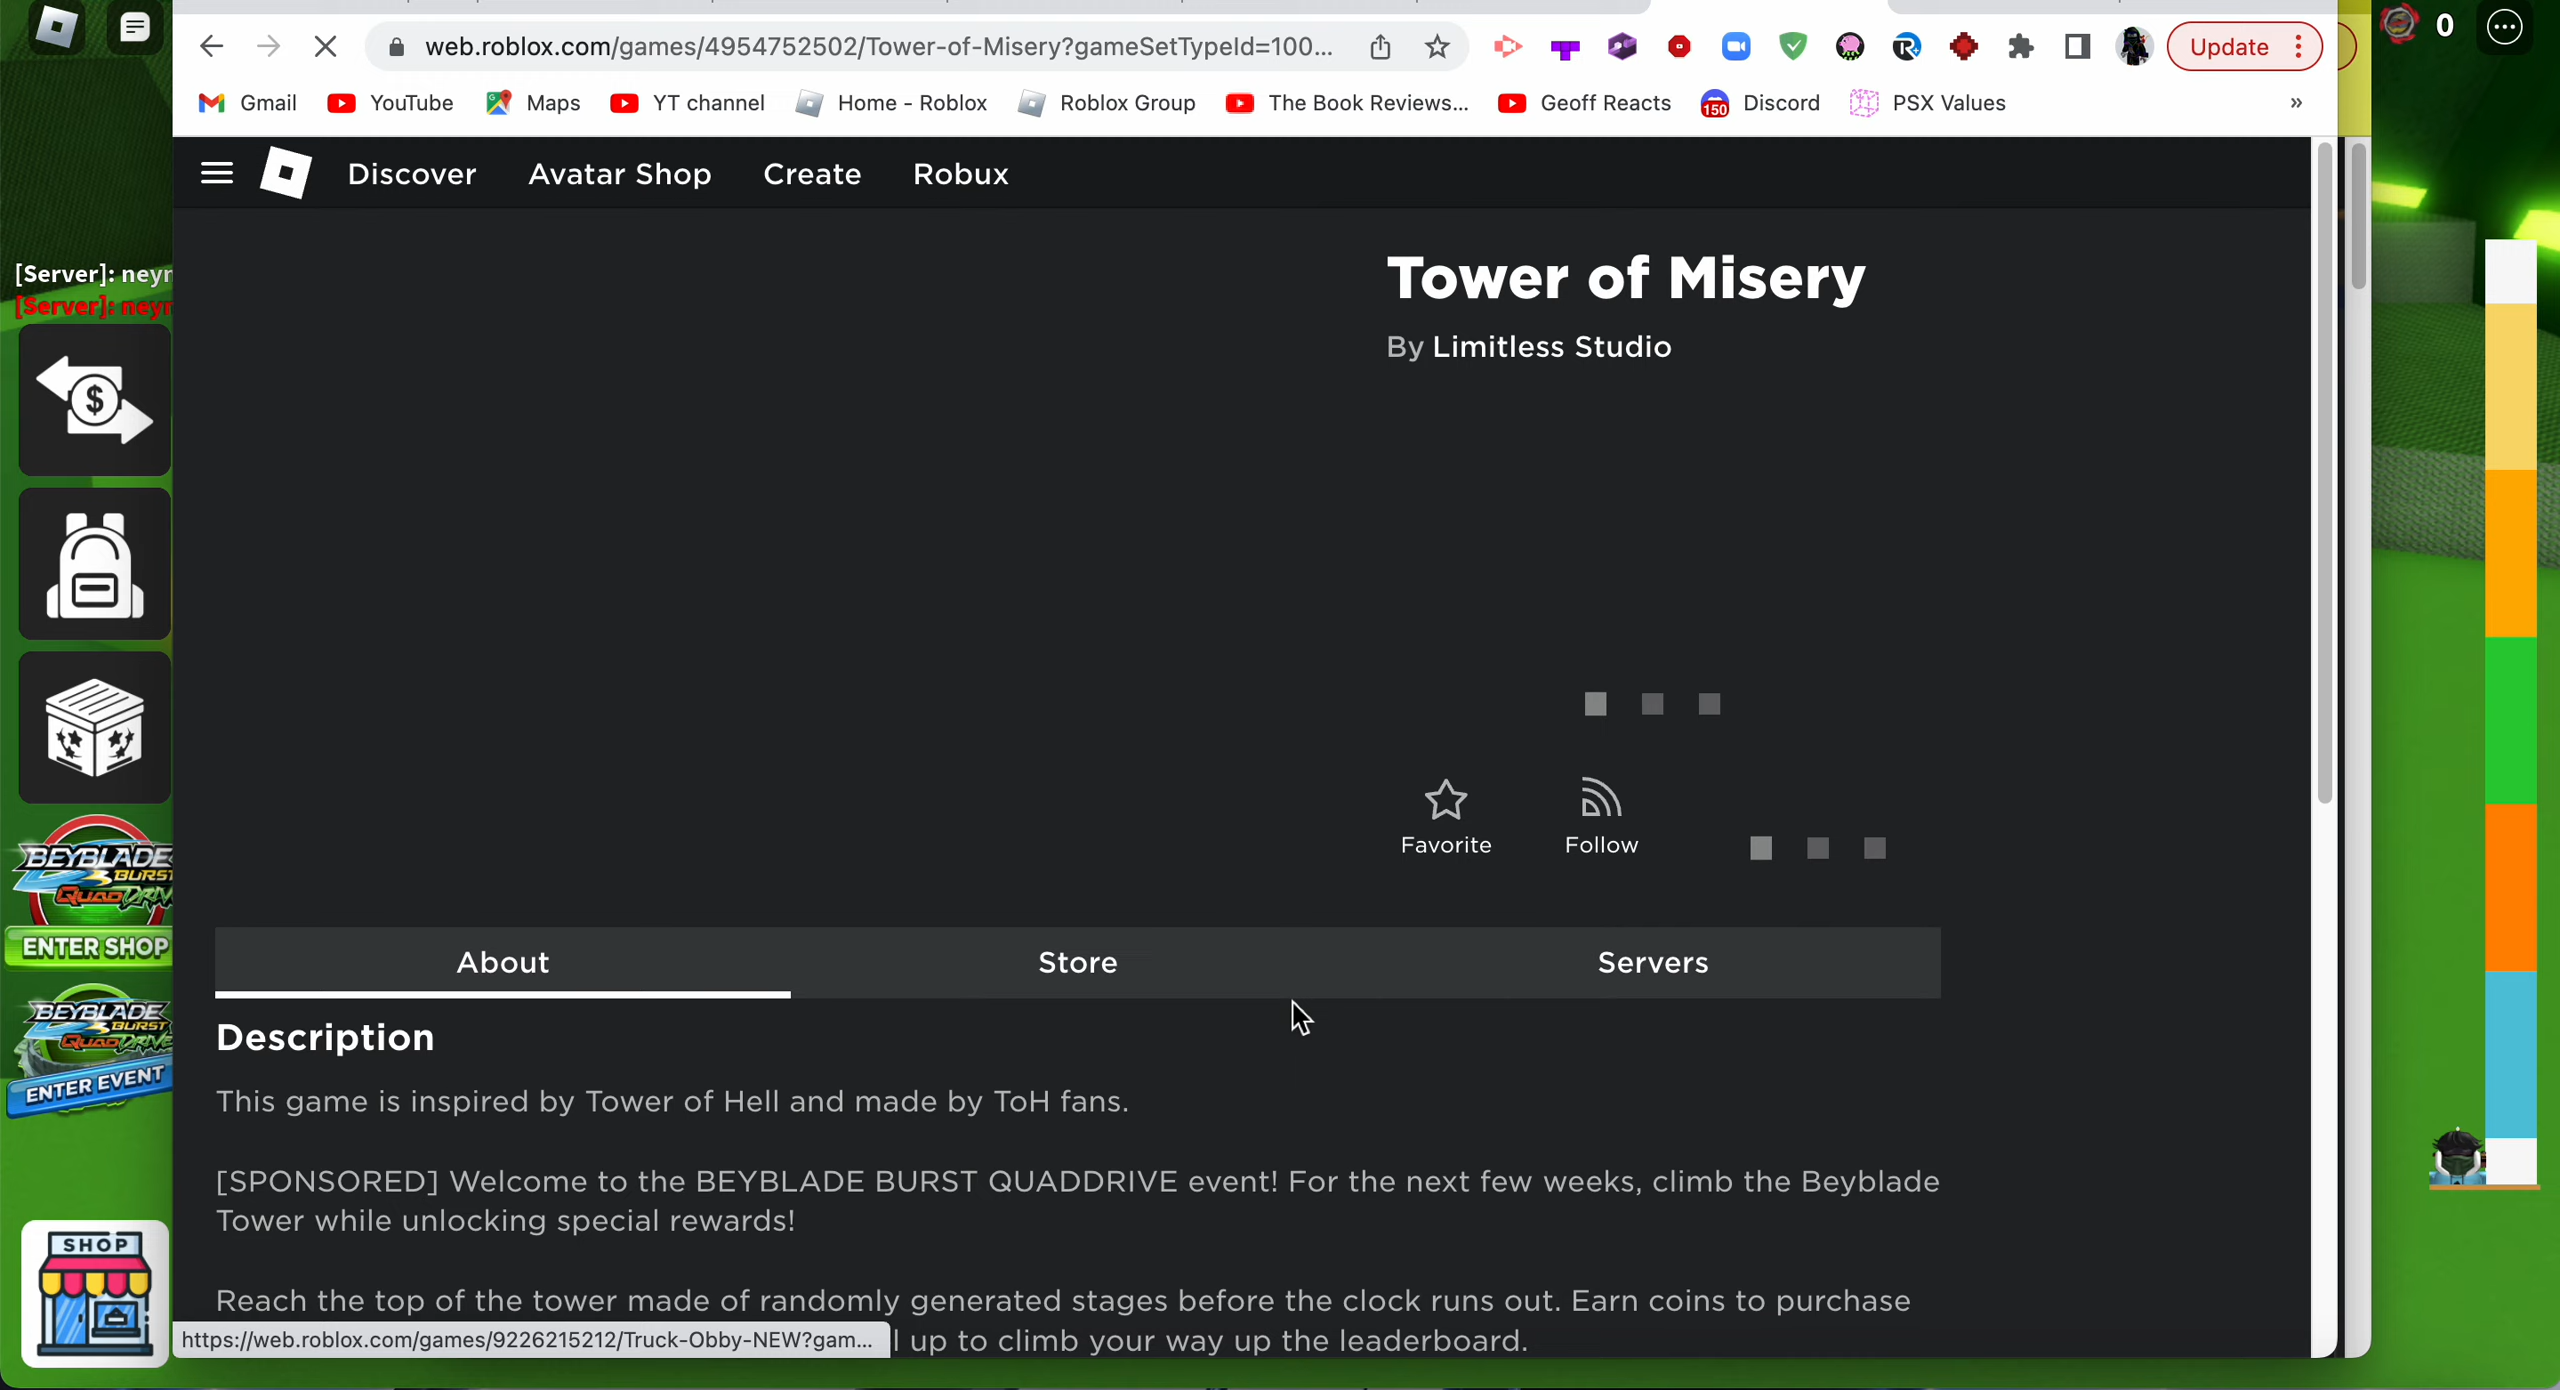 0
web.roblox.com/games/4954752502/Tower-of-Misery?gameSetTypeId=100...
Update
Gmail
YouTube
Maps
YT channel
Home - Roblox
Roblox Group
The Book Reviews...
Geoff Reacts
150
Discord
PSX Values
»
Discover
Avatar Shop
Create
Robux
[Server]: neyr
[Server]: neyr
$
Tower of Misery
By Limitless Studio
Favorite
Follow
BEYBLADE
BURST
QUADDRIV
ENTER SHOP
BEYBLADE
BURST
QUADDRIVE
ENTER EVENT
SHOP
About
Store
Servers
Description
This game is inspired by Tower of Hell and made by ToH fans.
[SPONSORED] Welcome to the BEYBLADE BURST QUADDRIVE event! For the next few weeks, climb the Beyblade
Tower while unlocking special rewards!
Reach the top of the tower made of randomly generated stages before the clock runs out. Earn coins to purchase
l up to climb your way up the leaderboard.
https://web.roblox.com/games/9226215212/Truck-Obby-NEW?gam...